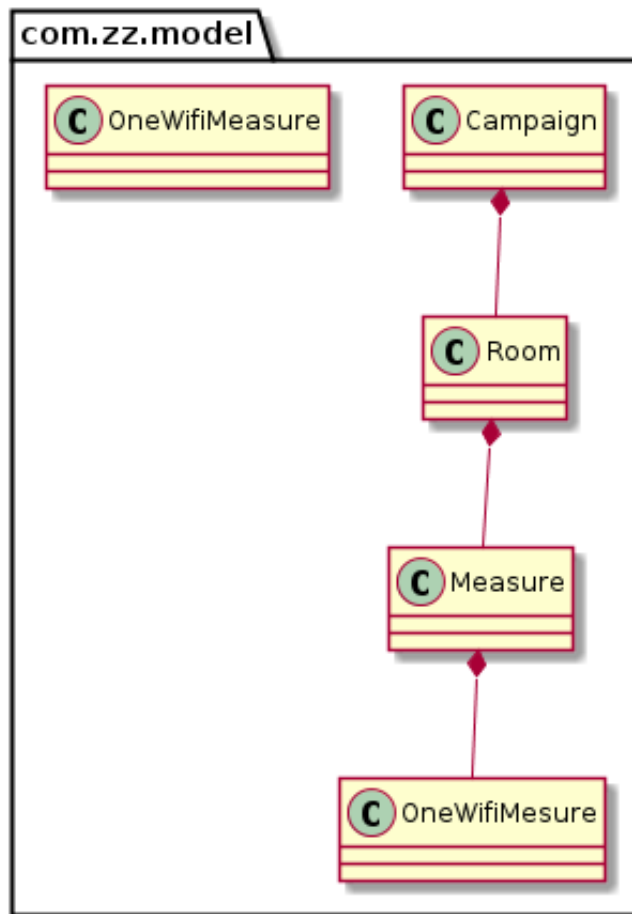 com.zz.model
C OneWifiMeasure
C Campaign
C Room
C Measure
C OneWifiMesure